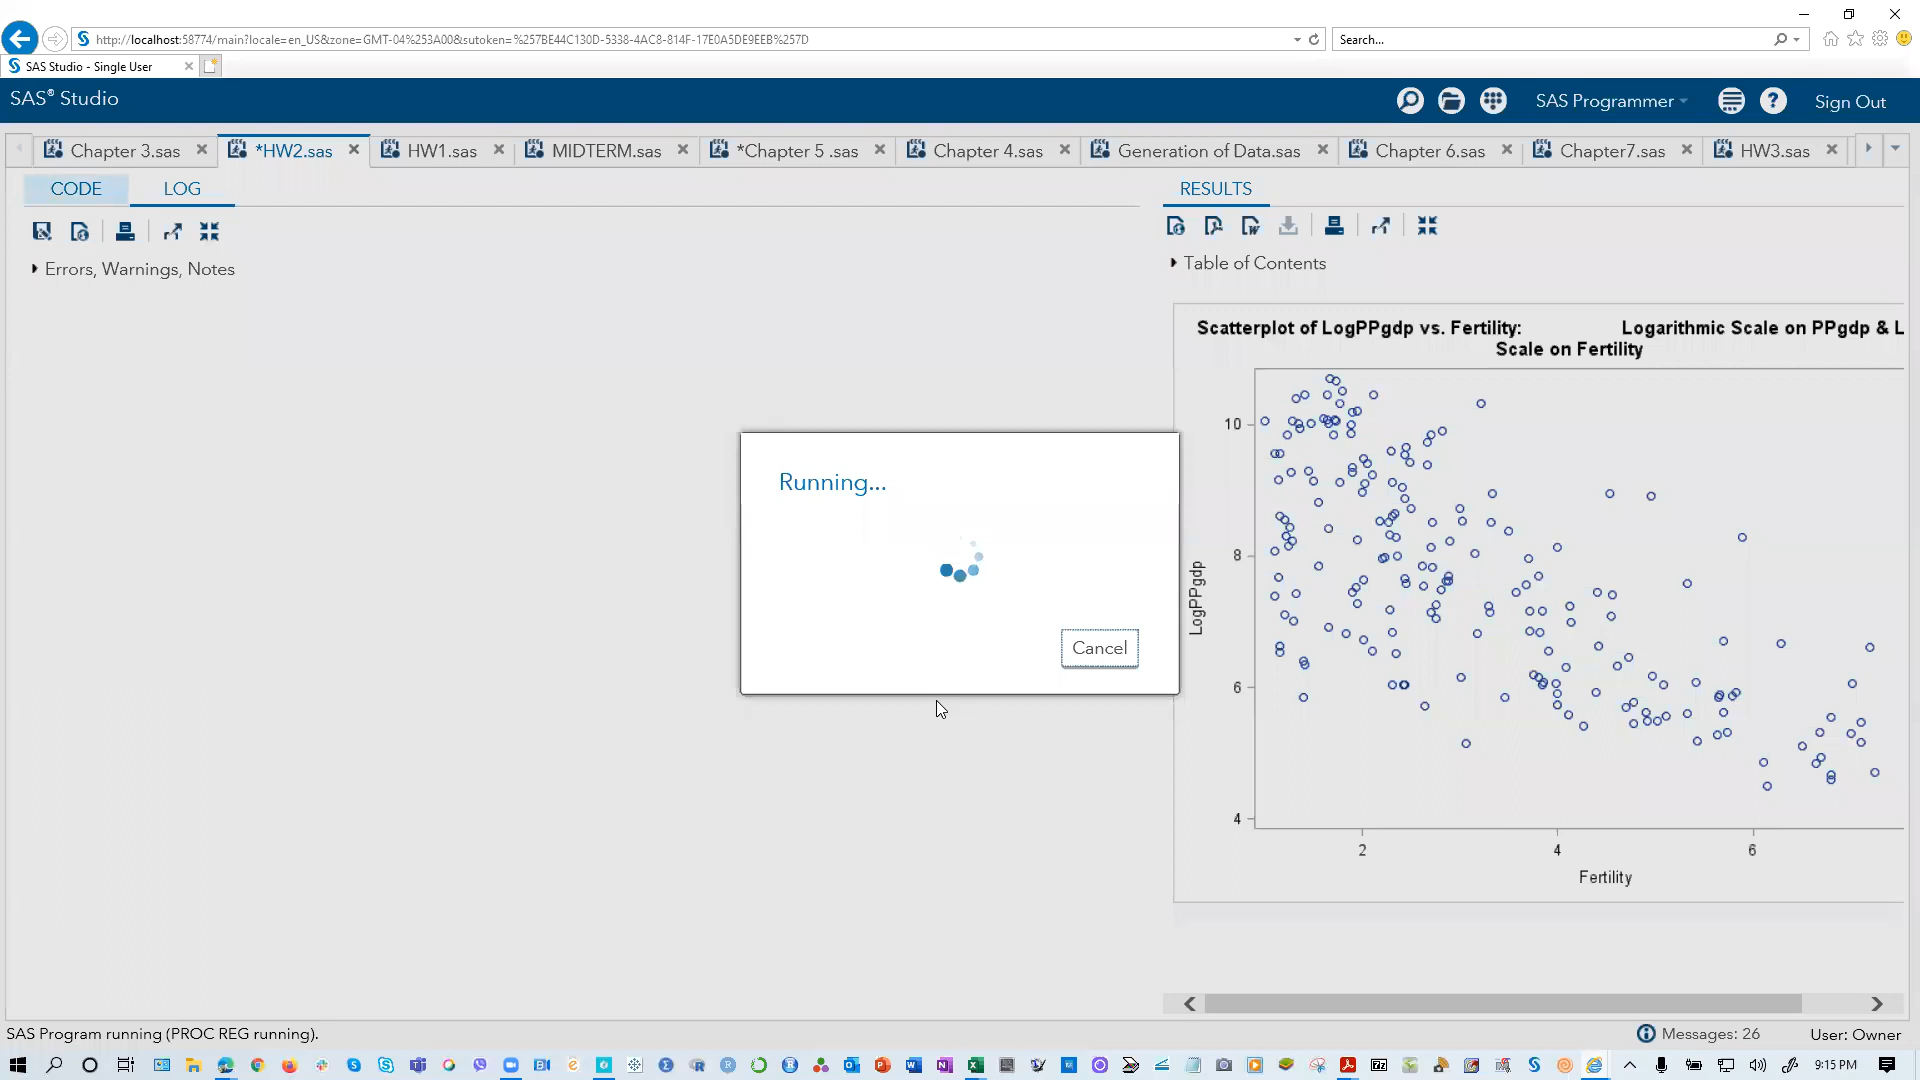 http://localhost:58774/main?locale=en_US&zone=GMT-04%253A00&sutoken=%257BE44C130D-5338-4AC8-814F-17E0A5DE9EEB%257D
Search...
SAS Studio - Single User
SAS® Studio
SAS Programmer
Sign Out
Chapter 3.sas
*HW2.sas
HW1.sas
MIDTERM.sas
*Chapter 5 .sas
Chapter 4.sas
Generation of Data.sas
Chapter 6.sas
Chapter7.sas
HW3.sas
CODE
LOG
Errors, Warnings, Notes
RESULTS
Table of Contents
Scatterplot of LogPPgdp vs. Fertility: Logarithmic Scale on PPgdp & L
Scale on Fertility
10
8
6
4
LogPPgdp
2
4
6
Fertility
Running...
Cancel
SAS Program running (PROC REG running).
Messages: 26
User: Owner
9:15 PM